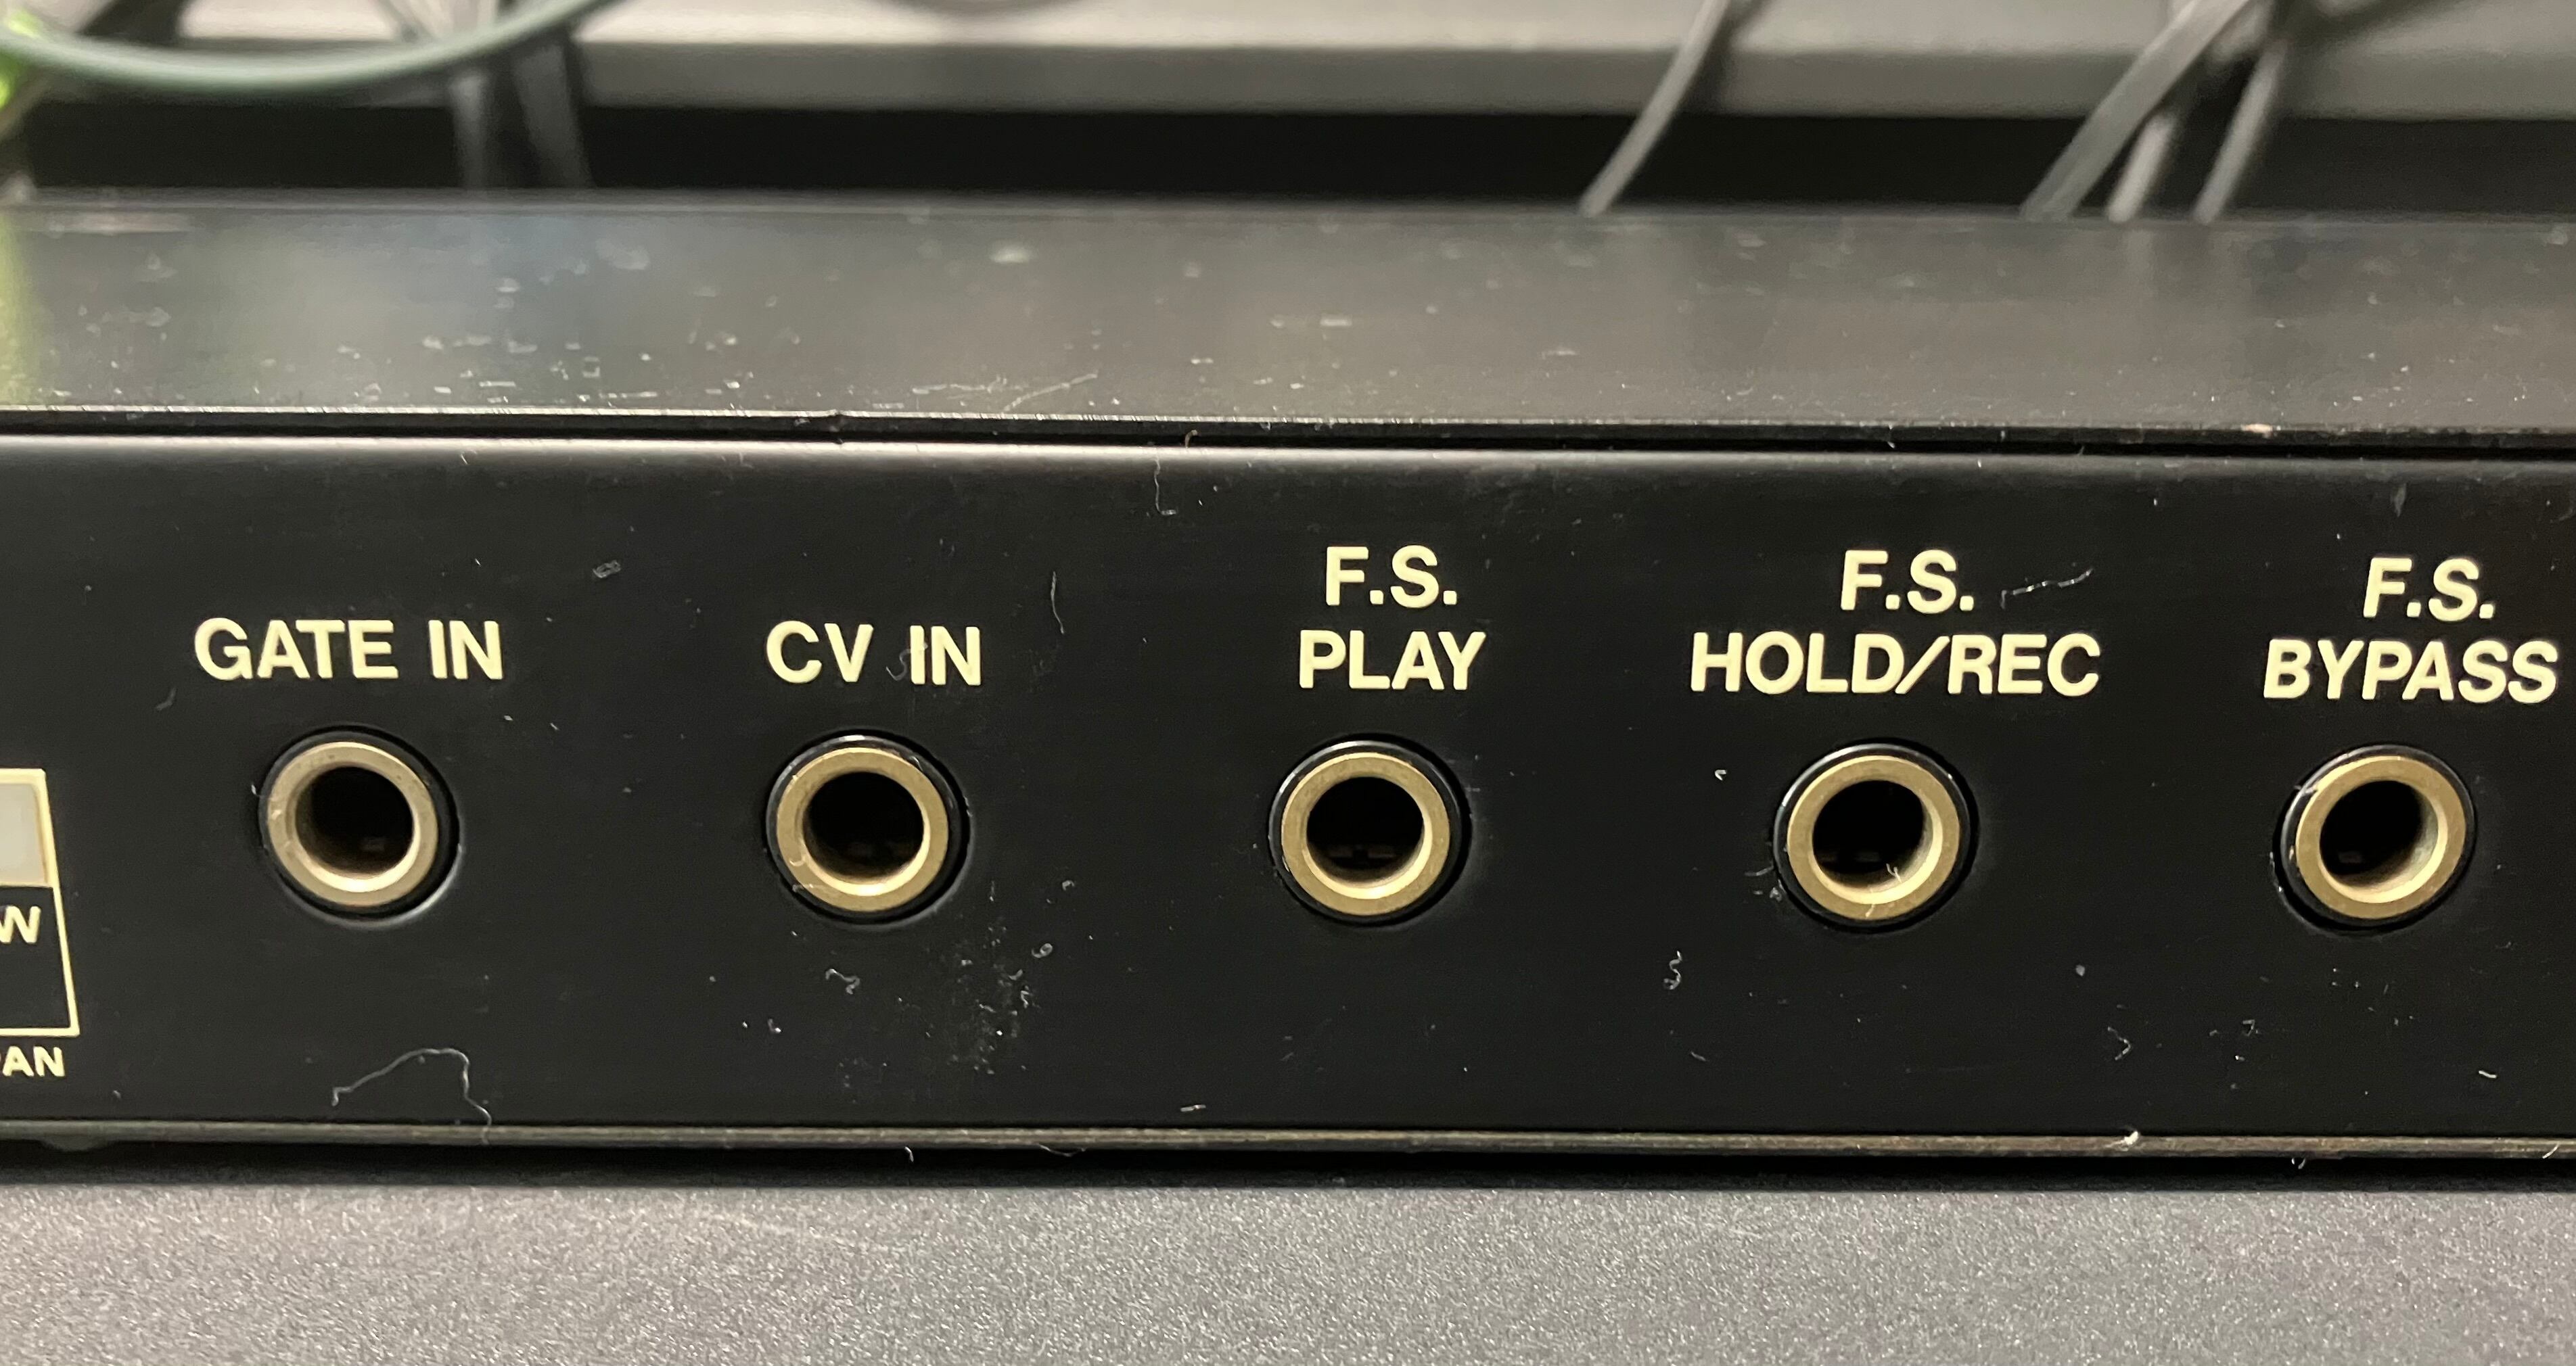 GATE IN
CV IN
F.S.
PLAY
F.S.
HOLD/REC
F.S.
BYPASS
W